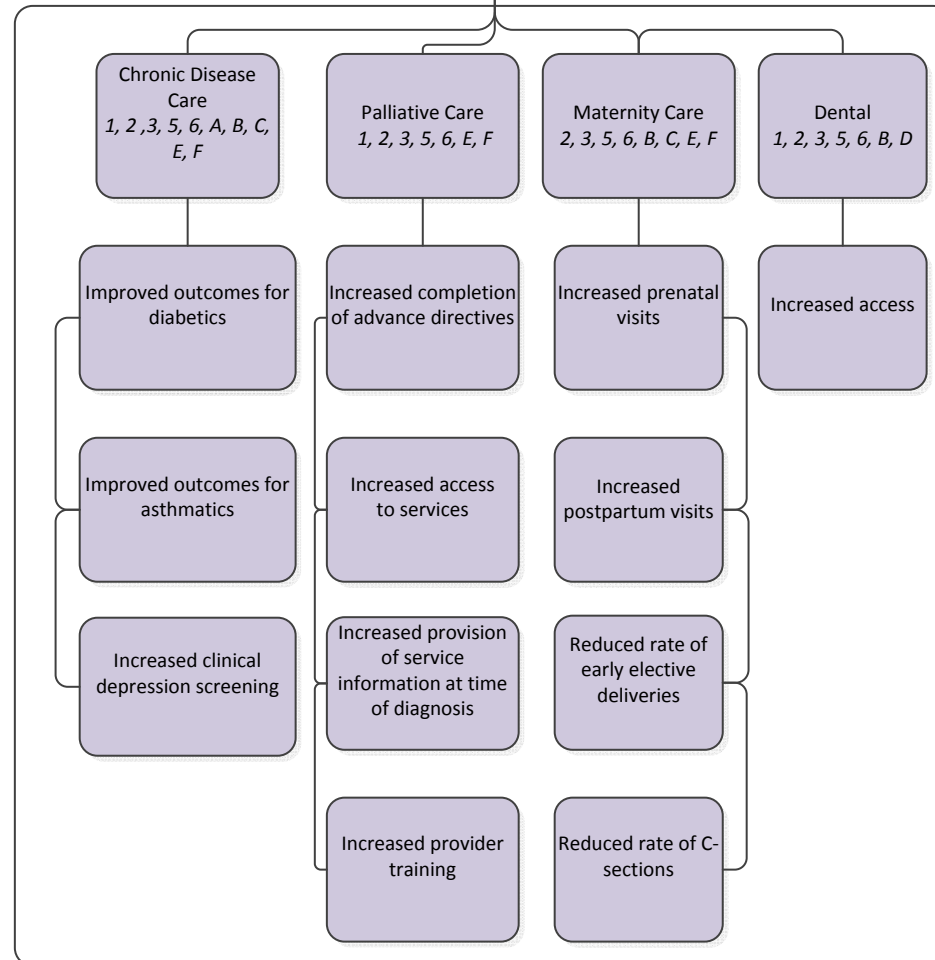 Chronic Disease
Care
1, 2 ,3, 5, 6, A, B, C,
E, F
Palliative Care
1, 2, 3, 5, 6, E, F
Maternity Care
2, 3, 5, 6, B, C, E, F
Dental
1, 2, 3, 5, 6, B, D
Improved outcomes for
diabetics
Increased completion
of advance directives
Increased prenatal
visits
Increased access
Improved outcomes for
asthmatics
Increased access
to services
Increased
postpartum visits
Increased clinical
depression screening
Increased provision
of service
information at time
of diagnosis
Reduced rate of
early elective
deliveries
Increased provider
training
Reduced rate of C-
sections